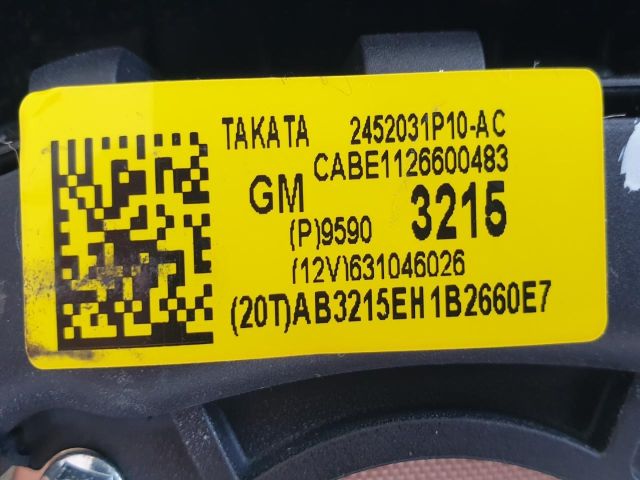 TAKATA 2452031P10-AC
CABE1126600483
GM 3215
(P)9590
(12V)631046026
(20T)AB3215EH1B2660E7